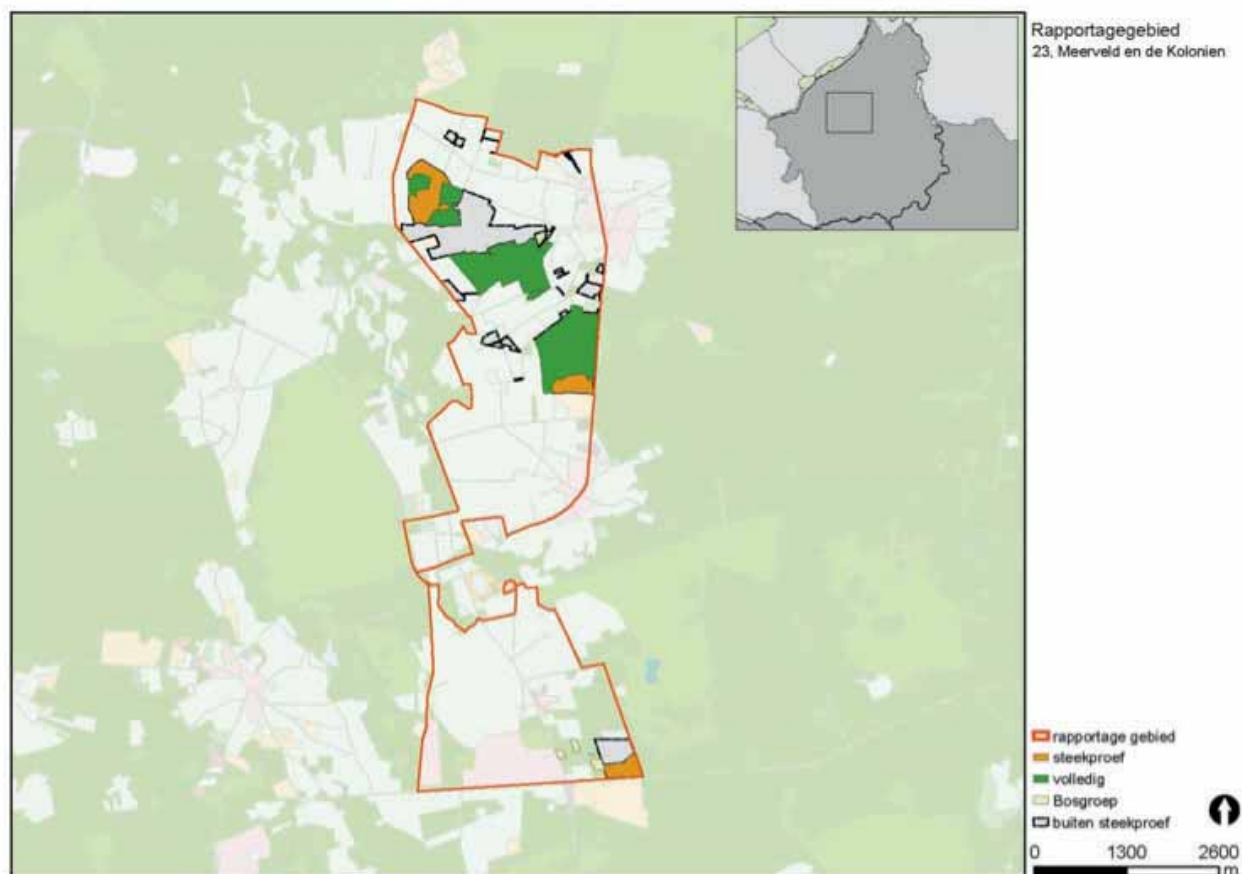 Rapportagegebied
23, Meerveld en de Kolonien
rapportage gebied
steekproef
volledig
Bosgroep
buiten steekproef
0 1300 2600
m